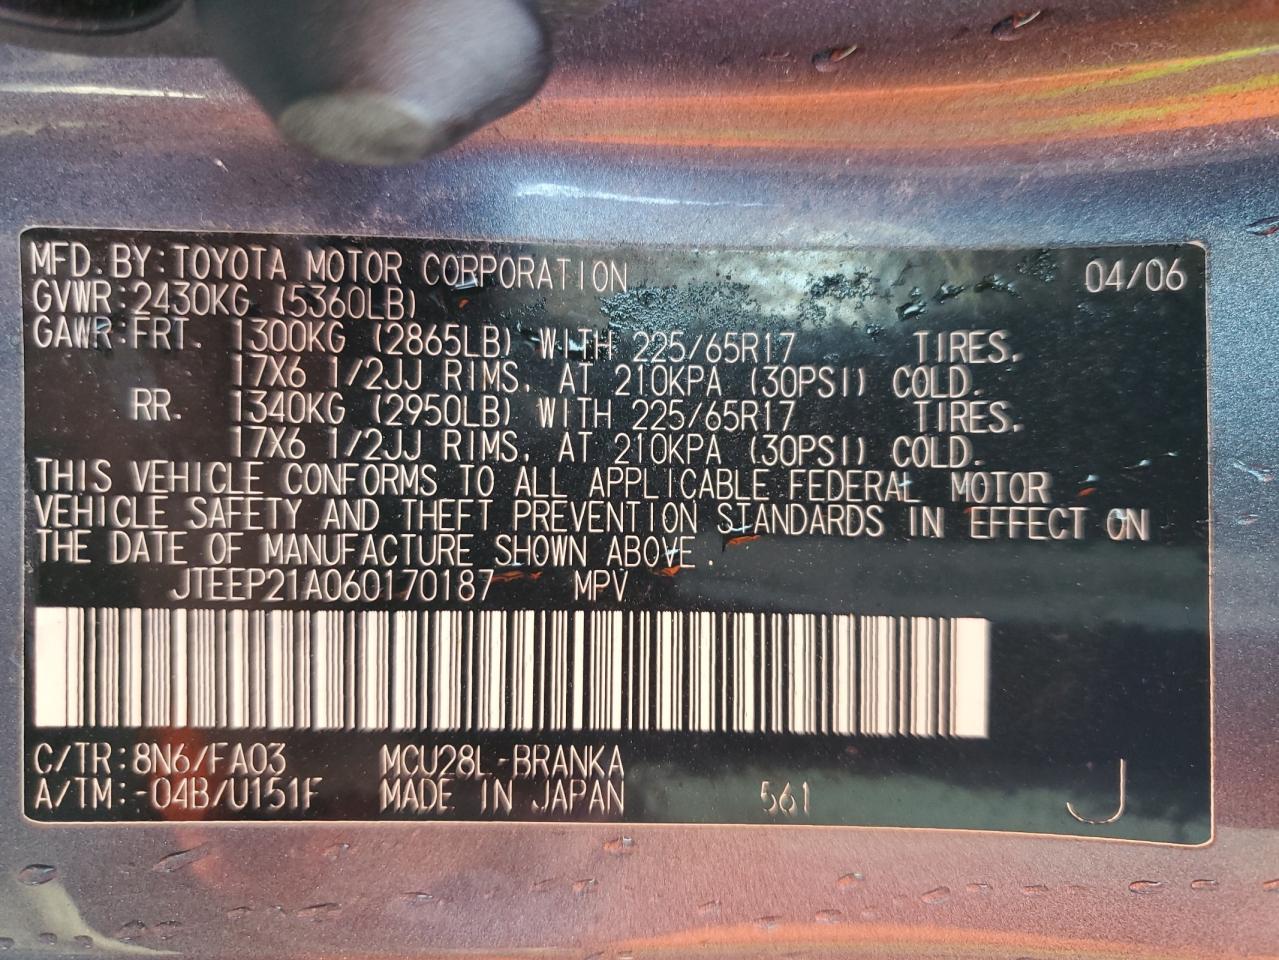 MFD. BY: TOYOTA MOTOR CORPORATION 04/06
GVWR: 2430KG (5360LB)
GAWR: FRT. 1300KG (2865LB) WITH 225/65R17 TIRES.
17X6 1/2JJ RIMS, AT 210KPA (30PSI) COLD.
RR. 1340KG (2950LB) WITH 225/65R17 TIRES.
17X6 1/2JJ RIMS, AT 210KPA (30PSI) COLD.
THIS VEHICLE CONFORMS TO ALL APPLICABLE FEDERAL MOTOR
VEHICLE SAFETY AND THEFT PREVENTION STANDARDS IN EFFECT ON
THE DATE OF MANUFACTURE SHOWN ABOVE.
JTEEP21A060170187 MPV
C/TR: 8N6/FA03 MCU28L-BRANKA
A/TM: -04B/U151F MADE IN JAPAN 561 J